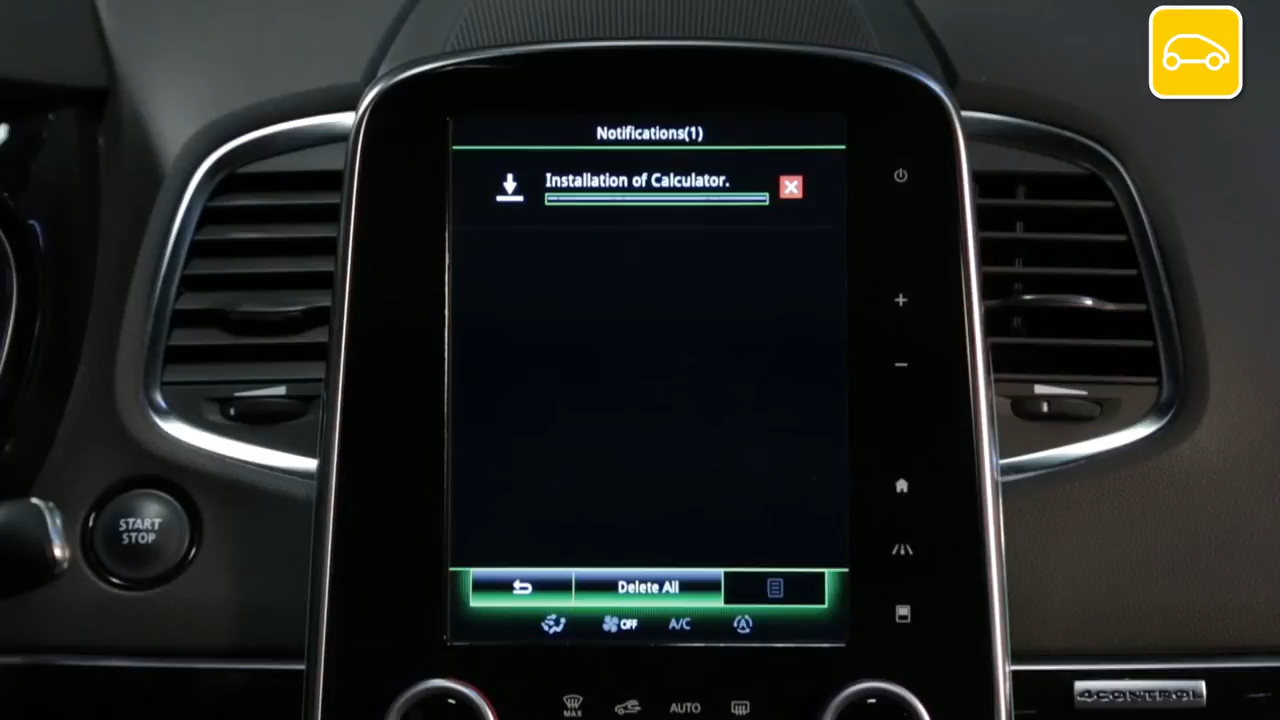 Notifications(1)
Installation of Calculator.
START
STOP
Delete All
OFF
A/C
A
MAX
AUTO
4CONTROL